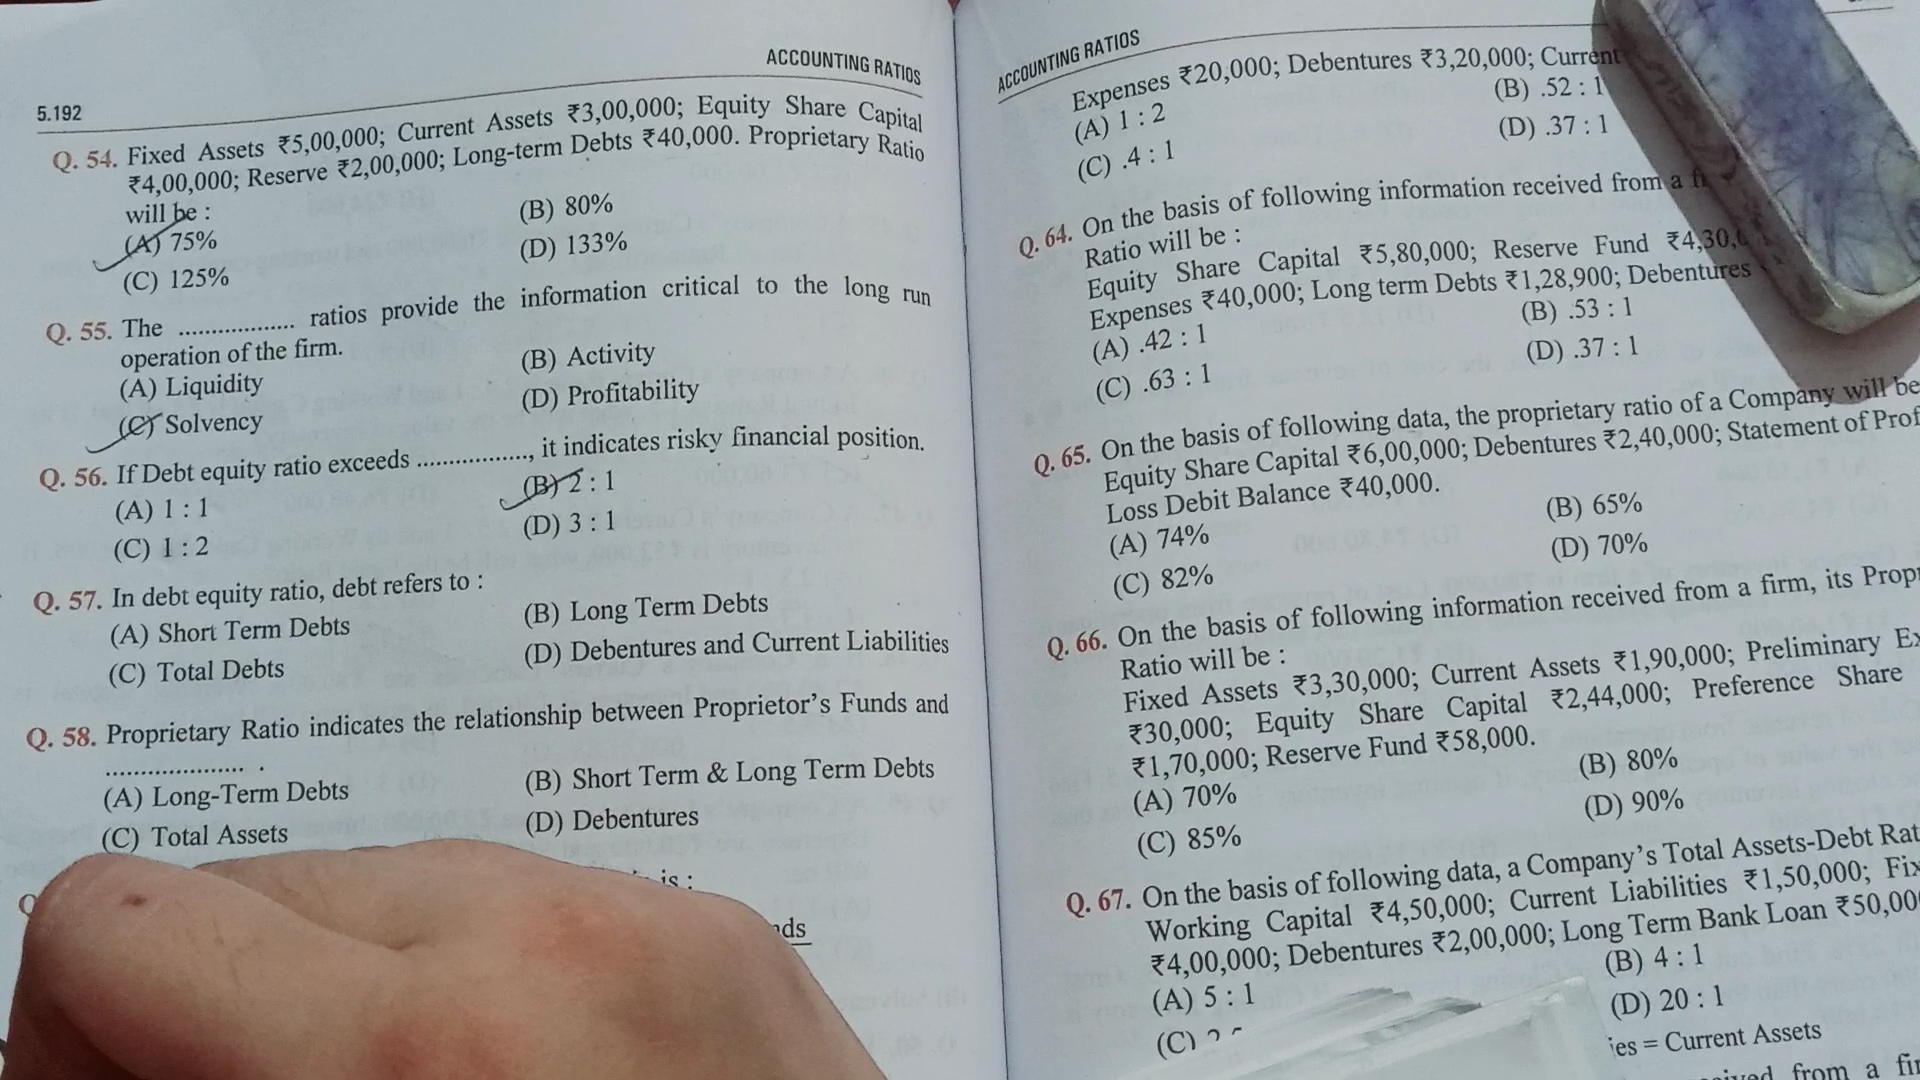 5.192
ACCOUNTING RATIOS
Q. 54. Fixed Assets ₹5,00,000; Current Assets ₹3,00,000; Equity Share Capital
₹4,00,000; Reserve ₹2,00,000; Long-term Debts ₹40,000. Proprietary Ratio
will be :
(A) 75%
(B) 80%
(C) 125%
(D) 133%
Q. 55. The .................. ratios provide the information critical to the long run
operation of the firm.
(A) Liquidity
(B) Activity
(C) Solvency
(D) Profitability
Q. 56. If Debt equity ratio exceeds ................, it indicates risky financial position.
(A) 1 : 1
(B) 2 : 1
(C) 1 : 2
(D) 3 : 1
Q. 57. In debt equity ratio, debt refers to :
(A) Short Term Debts
(B) Long Term Debts
(C) Total Debts
(D) Debentures and Current Liabilities
Q. 58. Proprietary Ratio indicates the relationship between Proprietor's Funds and
.................... .
(A) Long-Term Debts
(B) Short Term & Long Term Debts
(C) Total Assets
(D) Debentures
is :
ACCOUNTING RATIOS
Expenses ₹20,000; Debentures ₹3,20,000; Current
(A) 1 : 2
(B) .52 : 1
(C) .4 : 1
(D) .37 : 1
Q. 64. On the basis of following information received from a
Ratio will be :
Equity Share Capital ₹5,80,000; Reserve Fund
Expenses ₹40,000; Long term Debts ₹1,28,900; Debentures
(A) .42 : 1
(B) .53 : 1
(C) .63 : 1
(D) .37 : 1
Q. 65. On the basis of following data, the proprietary ratio of a Company will be
Equity Share Capital ₹6,00,000; Debentures ₹2,40,000; Statement of
Loss Debit Balance ₹40,000.
(A) 74%
(B) 65%
(C) 82%
(D) 70%
Q. 66. On the basis of following information received from a firm, its
Ratio will be :
Fixed Assets ₹3,30,000; Current Assets ₹1,90,000; Preliminary
₹30,000; Equity Share Capital ₹2,44,000; Preference Share
₹1,70,000; Reserve Fund ₹58,000.
(A) 70%
(B) 80%
(C) 85%
(D) 90%
Q. 67. On the basis of following data, a Company's Total Assets-Debt
Working Capital ₹4,50,000; Current Liabilities ₹1,50,000;
₹4,00,000; Debentures ₹2,00,000; Long Term Bank Loan
(A) 5 : 1
(B) 4 : 1
(C)
(D) 20 : 1
= Current Assets
from a